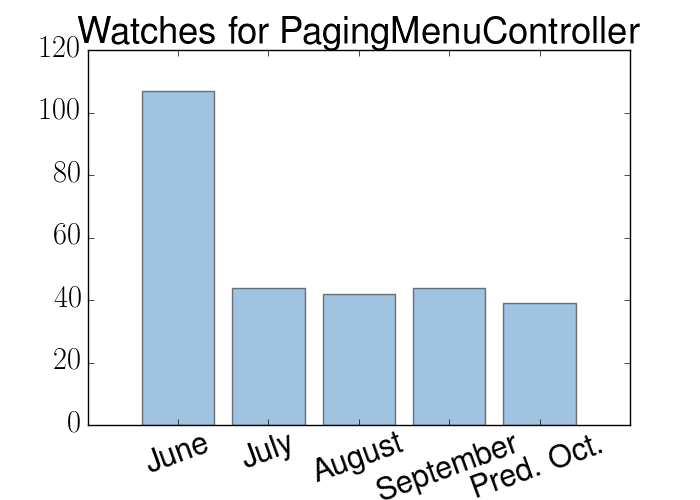 Watches for PagingMenuController
120
100
80
60
40
20
0
June
July
August
September
Pred. Oct.